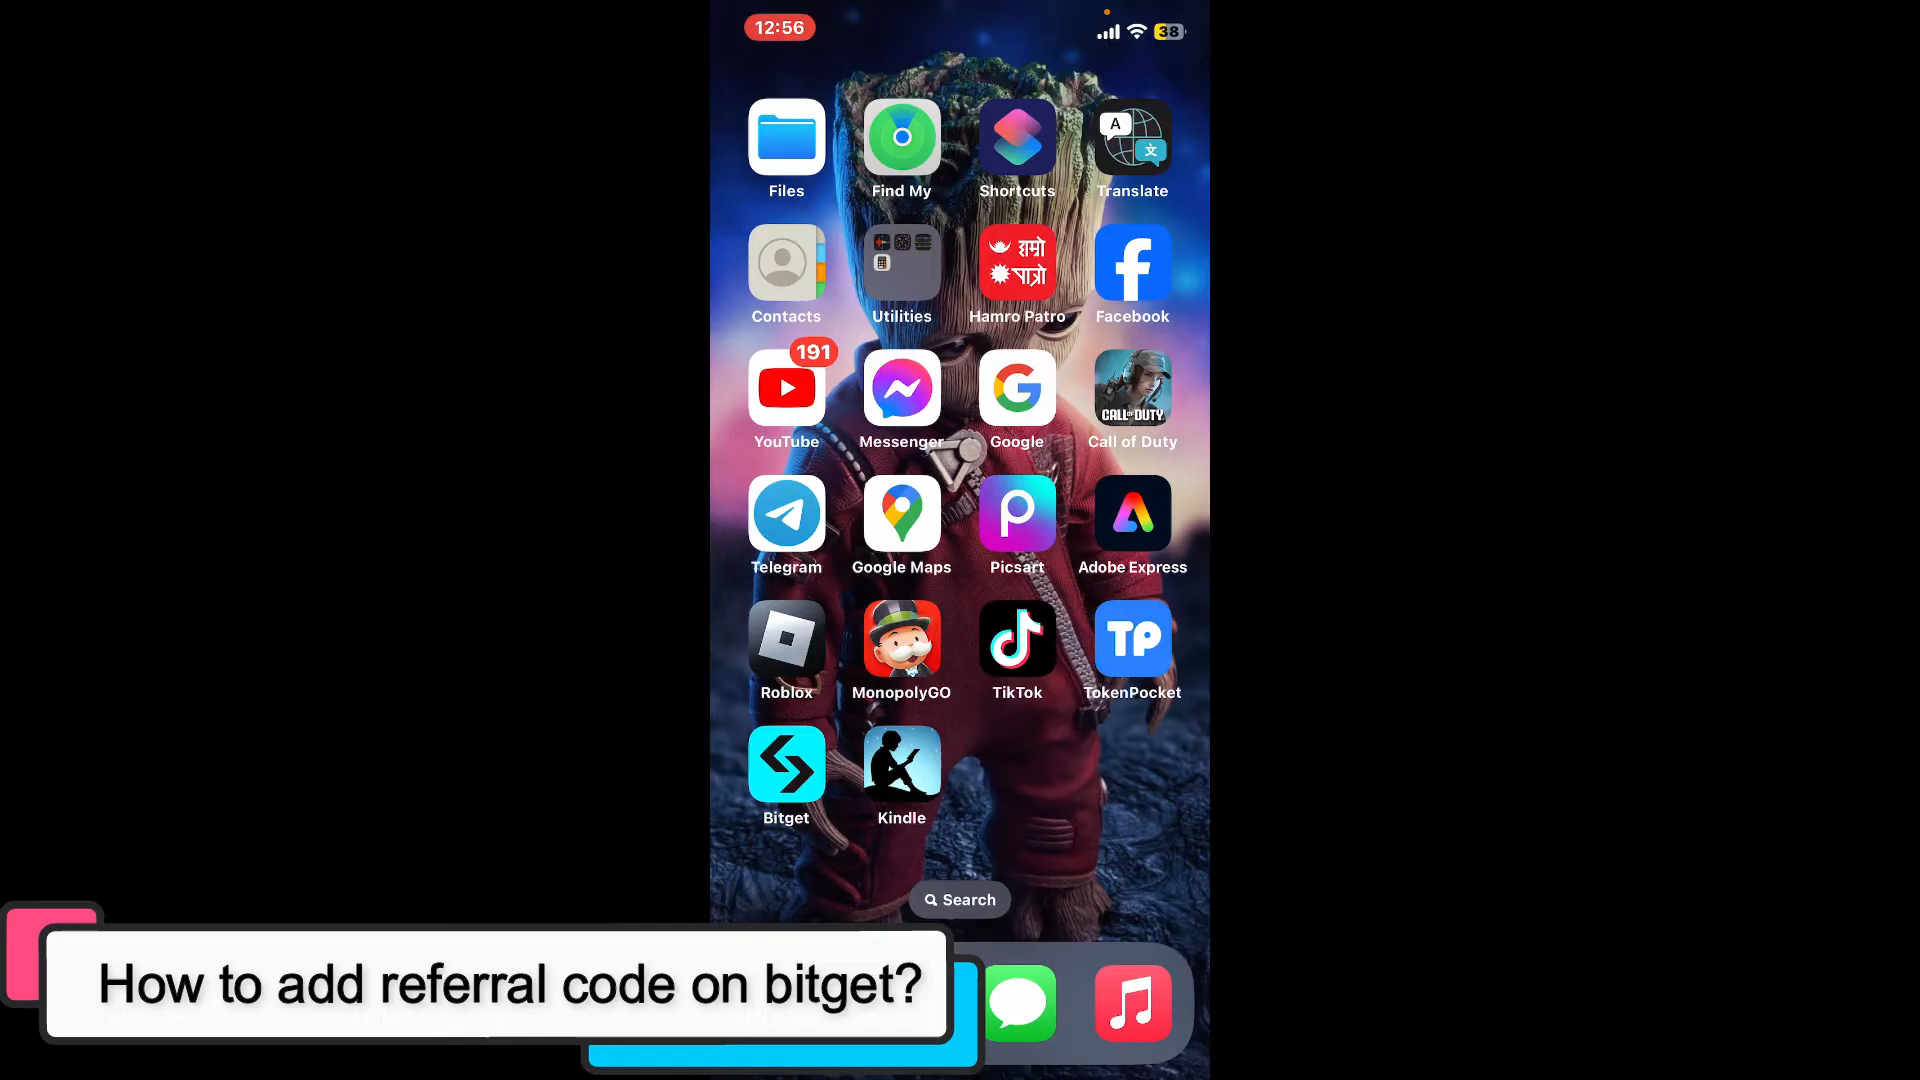 12:56
38
A
文
Files
Find My
Shortcuts
Translate
हाम्रो
पात्रो
Contacts
Utilities
Hamro Patro
Facebook
191
CALL OF DUTY
YouTube
Messenger
Google
Call of Duty
Telegram
Google Maps
Picsart
Adobe Express
TP
Roblox
MonopolyGO
TikTok
TokenPocket
Bitget
Kindle
Search
How to add referral code on bitget?